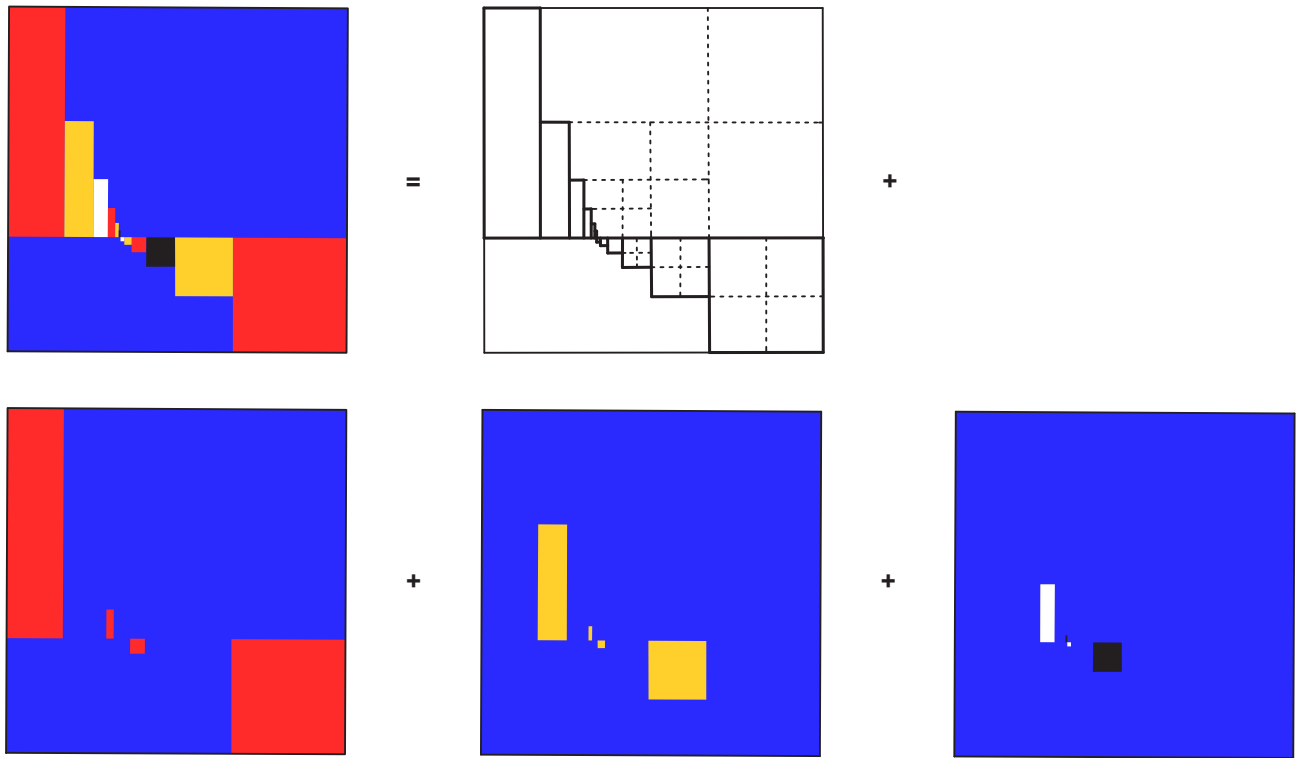 = +
+ +